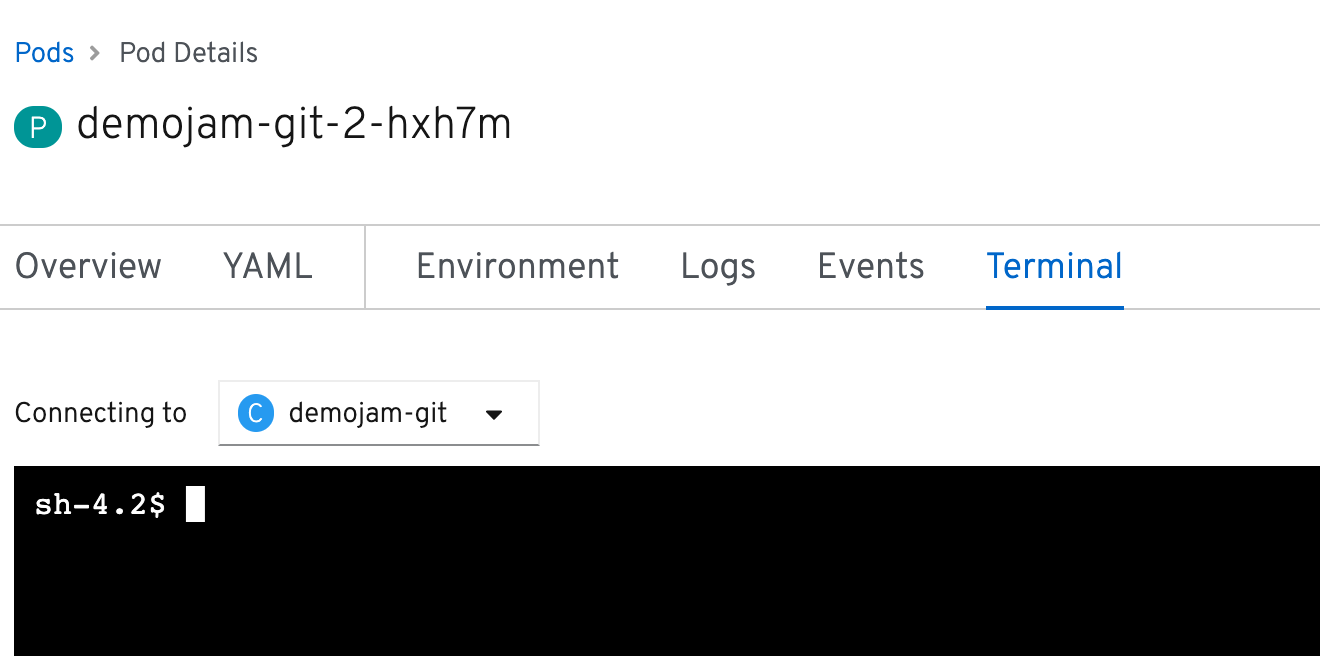 Pods > Pod Details
P demojam-git-2-hxh7m
Overview YAML Environment Logs Events Terminal
Connecting to C demojam-git
sh-4.2$